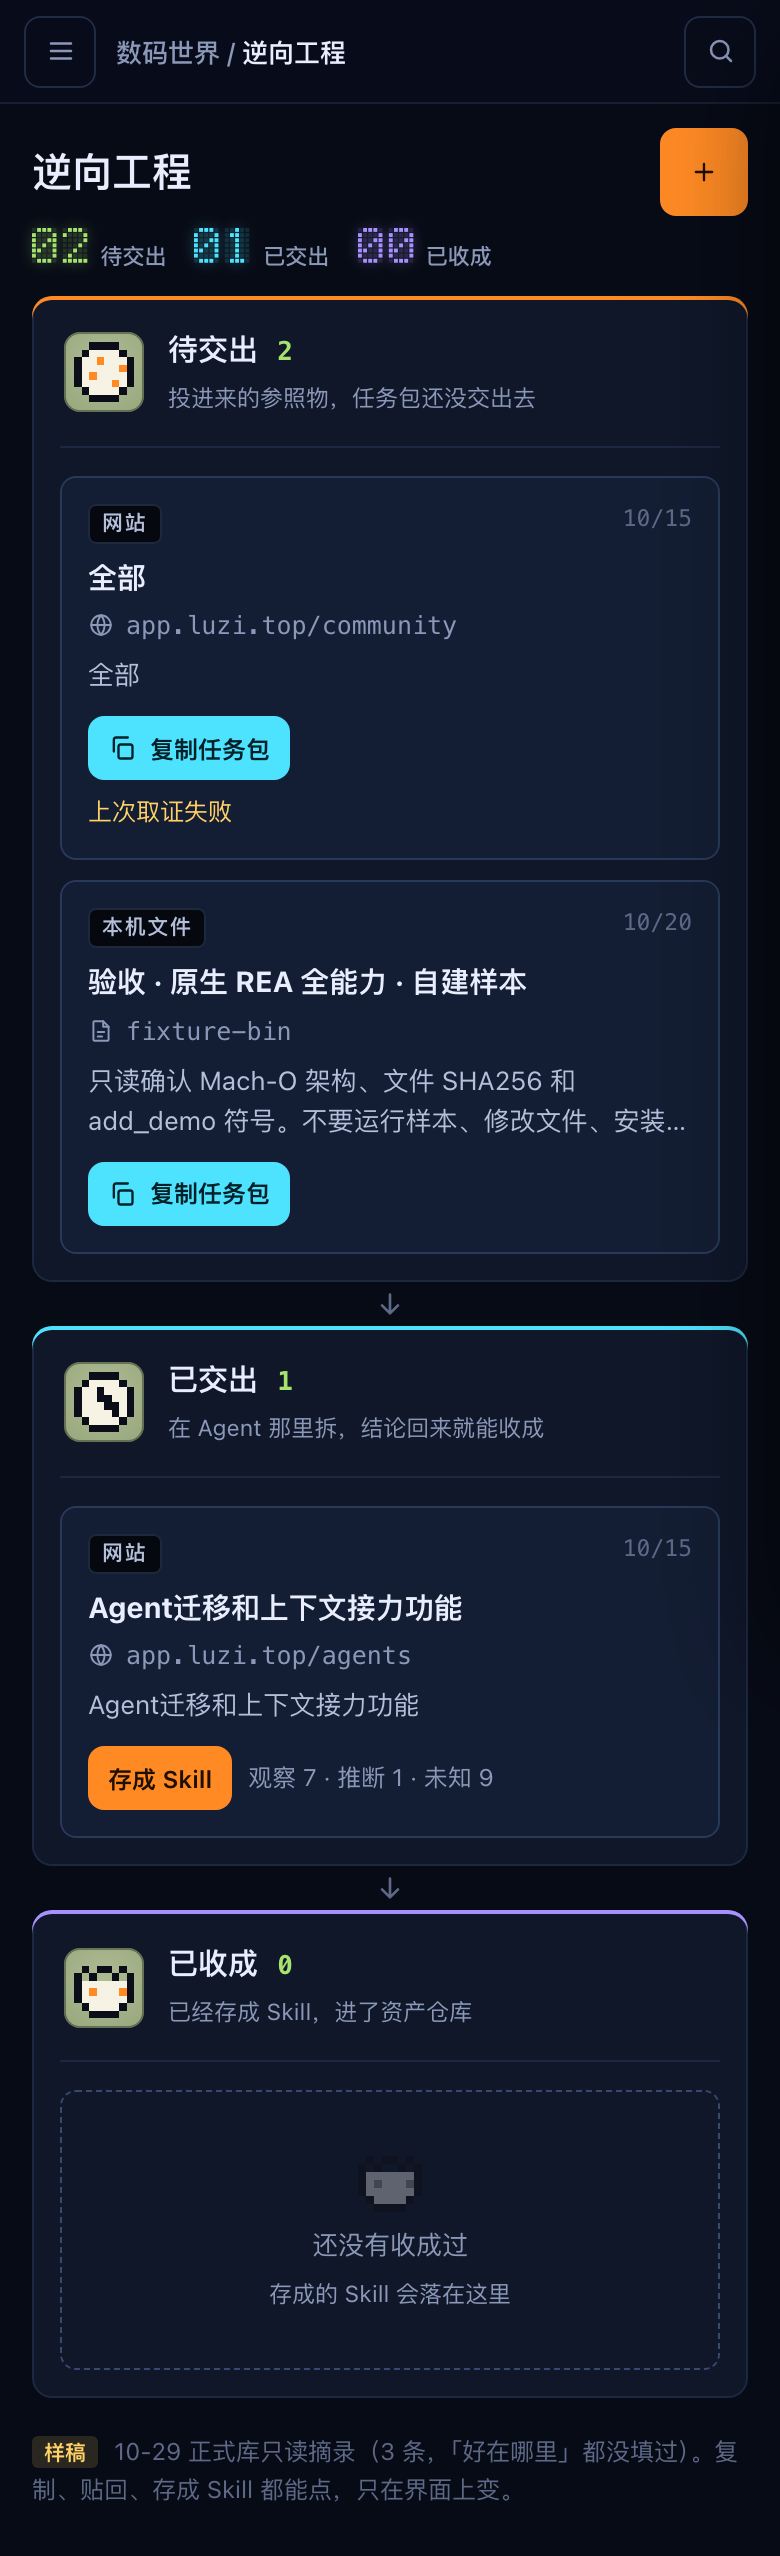 数码世界 / 逆向工程
逆向工程
02 待交出 01 已交出 00 已收成
待交出 2
投进来的参照物，任务包还没交出去
网站 10/15
全部
app.luzi.top/community
全部
复制任务包
上次取证失败
本机文件 10/20
验收 · 原生 REA 全能力 · 自建样本
fixture-bin
只读确认 Mach-O 架构、文件 SHA256 和
add_demo 符号。不要运行样本、修改文件、安装...
复制任务包
已交出 1
在 Agent 那里拆，结论回来就能收成
网站 10/15
Agent迁移和上下文接力功能
app.luzi.top/agents
Agent迁移和上下文接力功能
存成 Skill 观察 7 · 推断 1 · 未知 9
已收成 0
已经存成 Skill，进了资产仓库
还没有收成过
存成的 Skill 会落在这里
样稿 10-29 正式库只读摘录（3 条，「好在哪里」都没填过）。复
制、贴回、存成 Skill 都能点，只在界面上变。